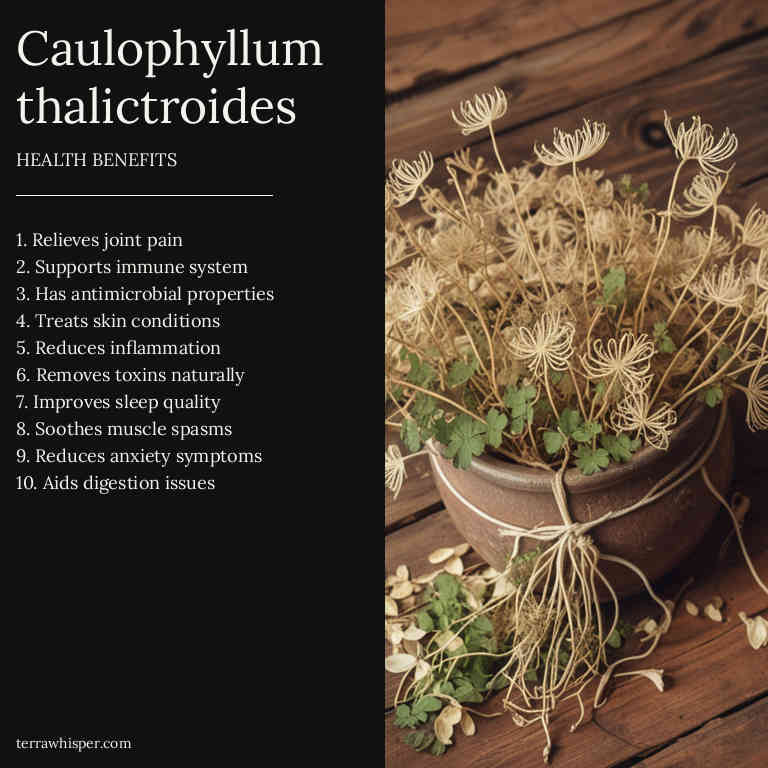 Caulophyllum
thalictroides
HEALTH BENEFITS
1. Relieves joint pain
2. Supports immune system
3. Has antimicrobial properties
4. Treats skin conditions
5. Reduces inflammation
6. Removes toxins naturally
7. Improves sleep quality
8. Soothes muscle spasms
9. Reduces anxiety symptoms
10. Aids digestion issues
terrawhisper.com